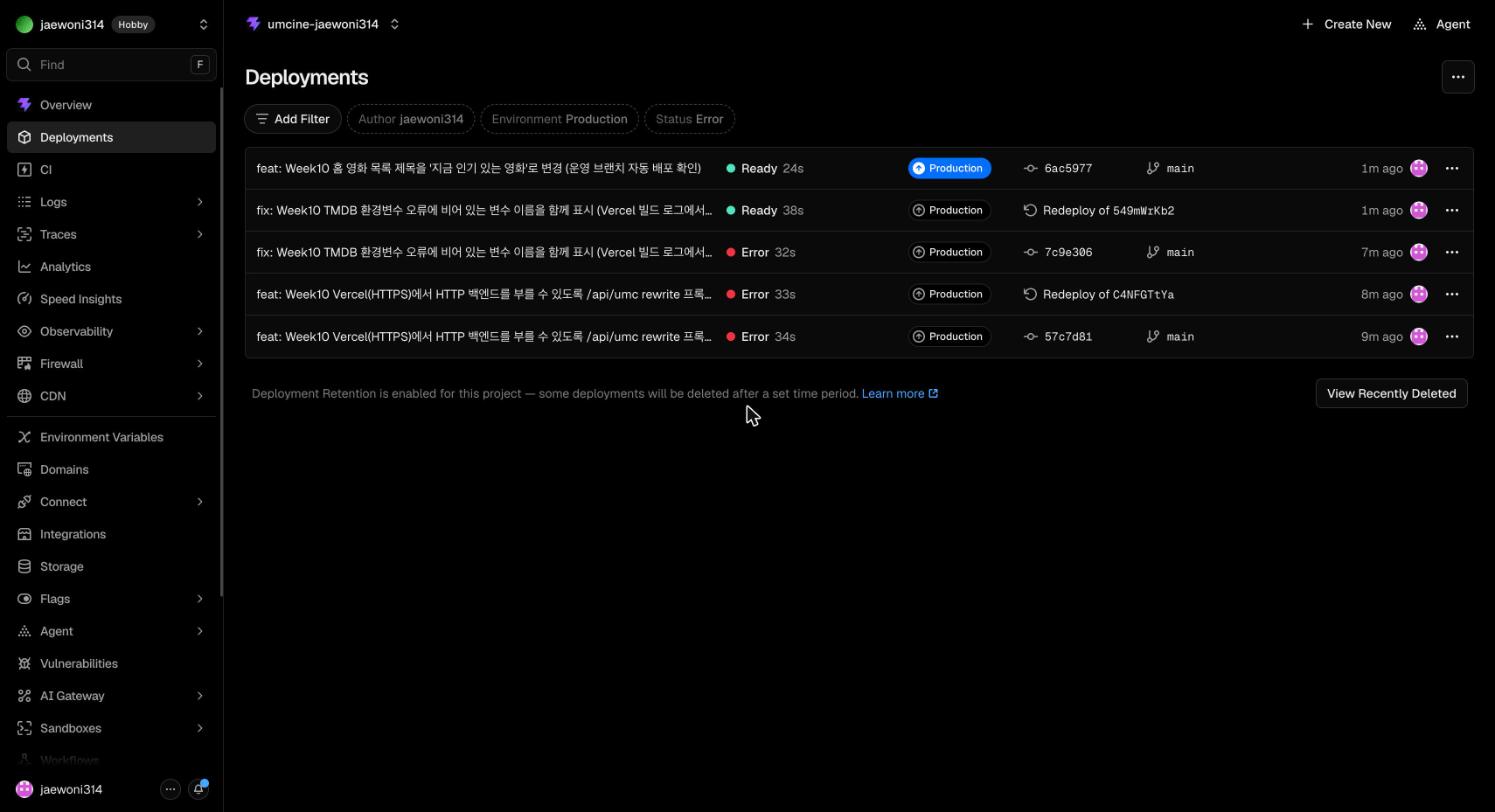 jaewoni314 Hobby
Find F
Overview
Deployments
CI
Logs
Traces
Analytics
Speed Insights
Observability
Firewall
CDN
Environment Variables
Domains
Connect
Integrations
Storage
Flags
Agent
Vulnerabilities
AI Gateway
Sandboxes
Workflows
jaewoni314
umcine-jaewoni314
Create New Agent
Deployments
Add Filter Author jaewoni314 Environment Production Status Error
feat: Week10 홈 영화 목록 제목을 '지금 인기 있는 영화'로 변경 (운영 브랜치 자동 배포 확인) Ready 24s Production 6ac5977 main 1m ago
fix: Week10 TMDB 환경변수 오류에 비어 있는 변수 이름을 함께 표시 (Vercel 빌드 로그에서... Ready 38s Production Redeploy of 549mWrKb2 1m ago
fix: Week10 TMDB 환경변수 오류에 비어 있는 변수 이름을 함께 표시 (Vercel 빌드 로그에서... Error 32s Production 7c9e306 main 7m ago
feat: Week10 Vercel(HTTPS)에서 HTTP 백엔드를 부를 수 있도록 /api/umc rewrite 프록... Error 33s Production Redeploy of C4NFGTtYa 8m ago
feat: Week10 Vercel(HTTPS)에서 HTTP 백엔드를 부를 수 있도록 /api/umc rewrite 프록... Error 34s Production 57c7d81 main 9m ago
Deployment Retention is enabled for this project — some deployments will be deleted after a set time period. Learn more
View Recently Deleted